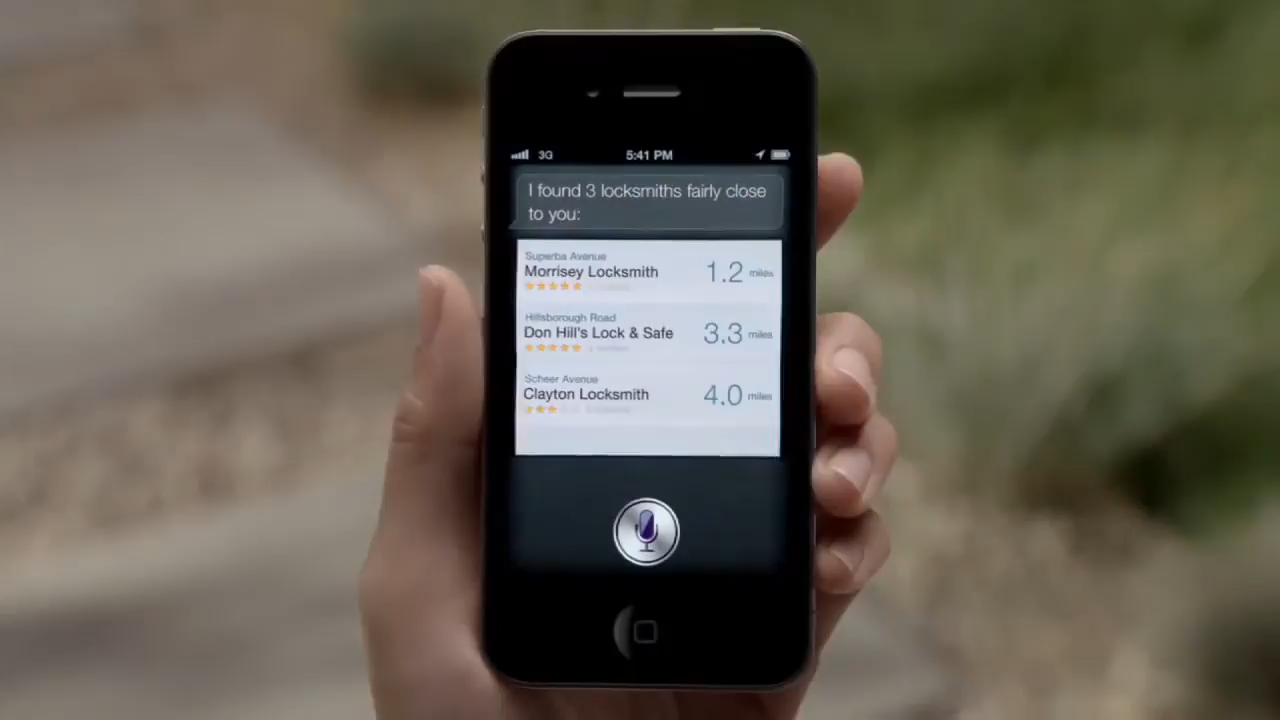 3G
5:41 PM
I found 3 locksmiths fairly close
to you:
Superba Avenue
Morrisey Locksmith
1.2 miles
Hillsborough Road
Don Hill's Lock & Safe
3.3 miles
Scheer Avenue
Clayton Locksmith
4.0 miles